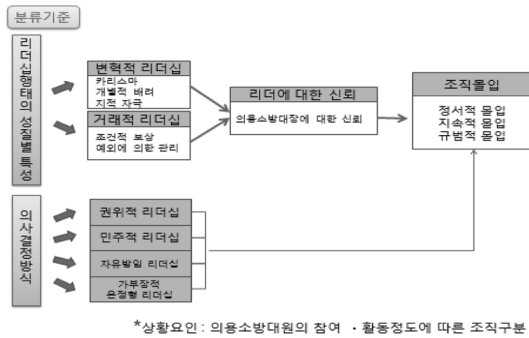 분류기준
리더십행태의 성질별 특성
변혁적 리더십
카리스마
개별적 배려
지적 자극
거래적 리더십
조건적 보상
예외에 의한 관리
리더에 대한 신뢰
의용소방대장에 대한 신뢰
조직몰입
정서적 몰입
지속적 몰입
규범적 몰입
의사결정방식
권위적 리더십
민주적 리더십
자유방임 리더십
가부장적
온정형 리더십
*상황요인 : 의용소방대원의 참여 · 활동정도에 따른 조직구분